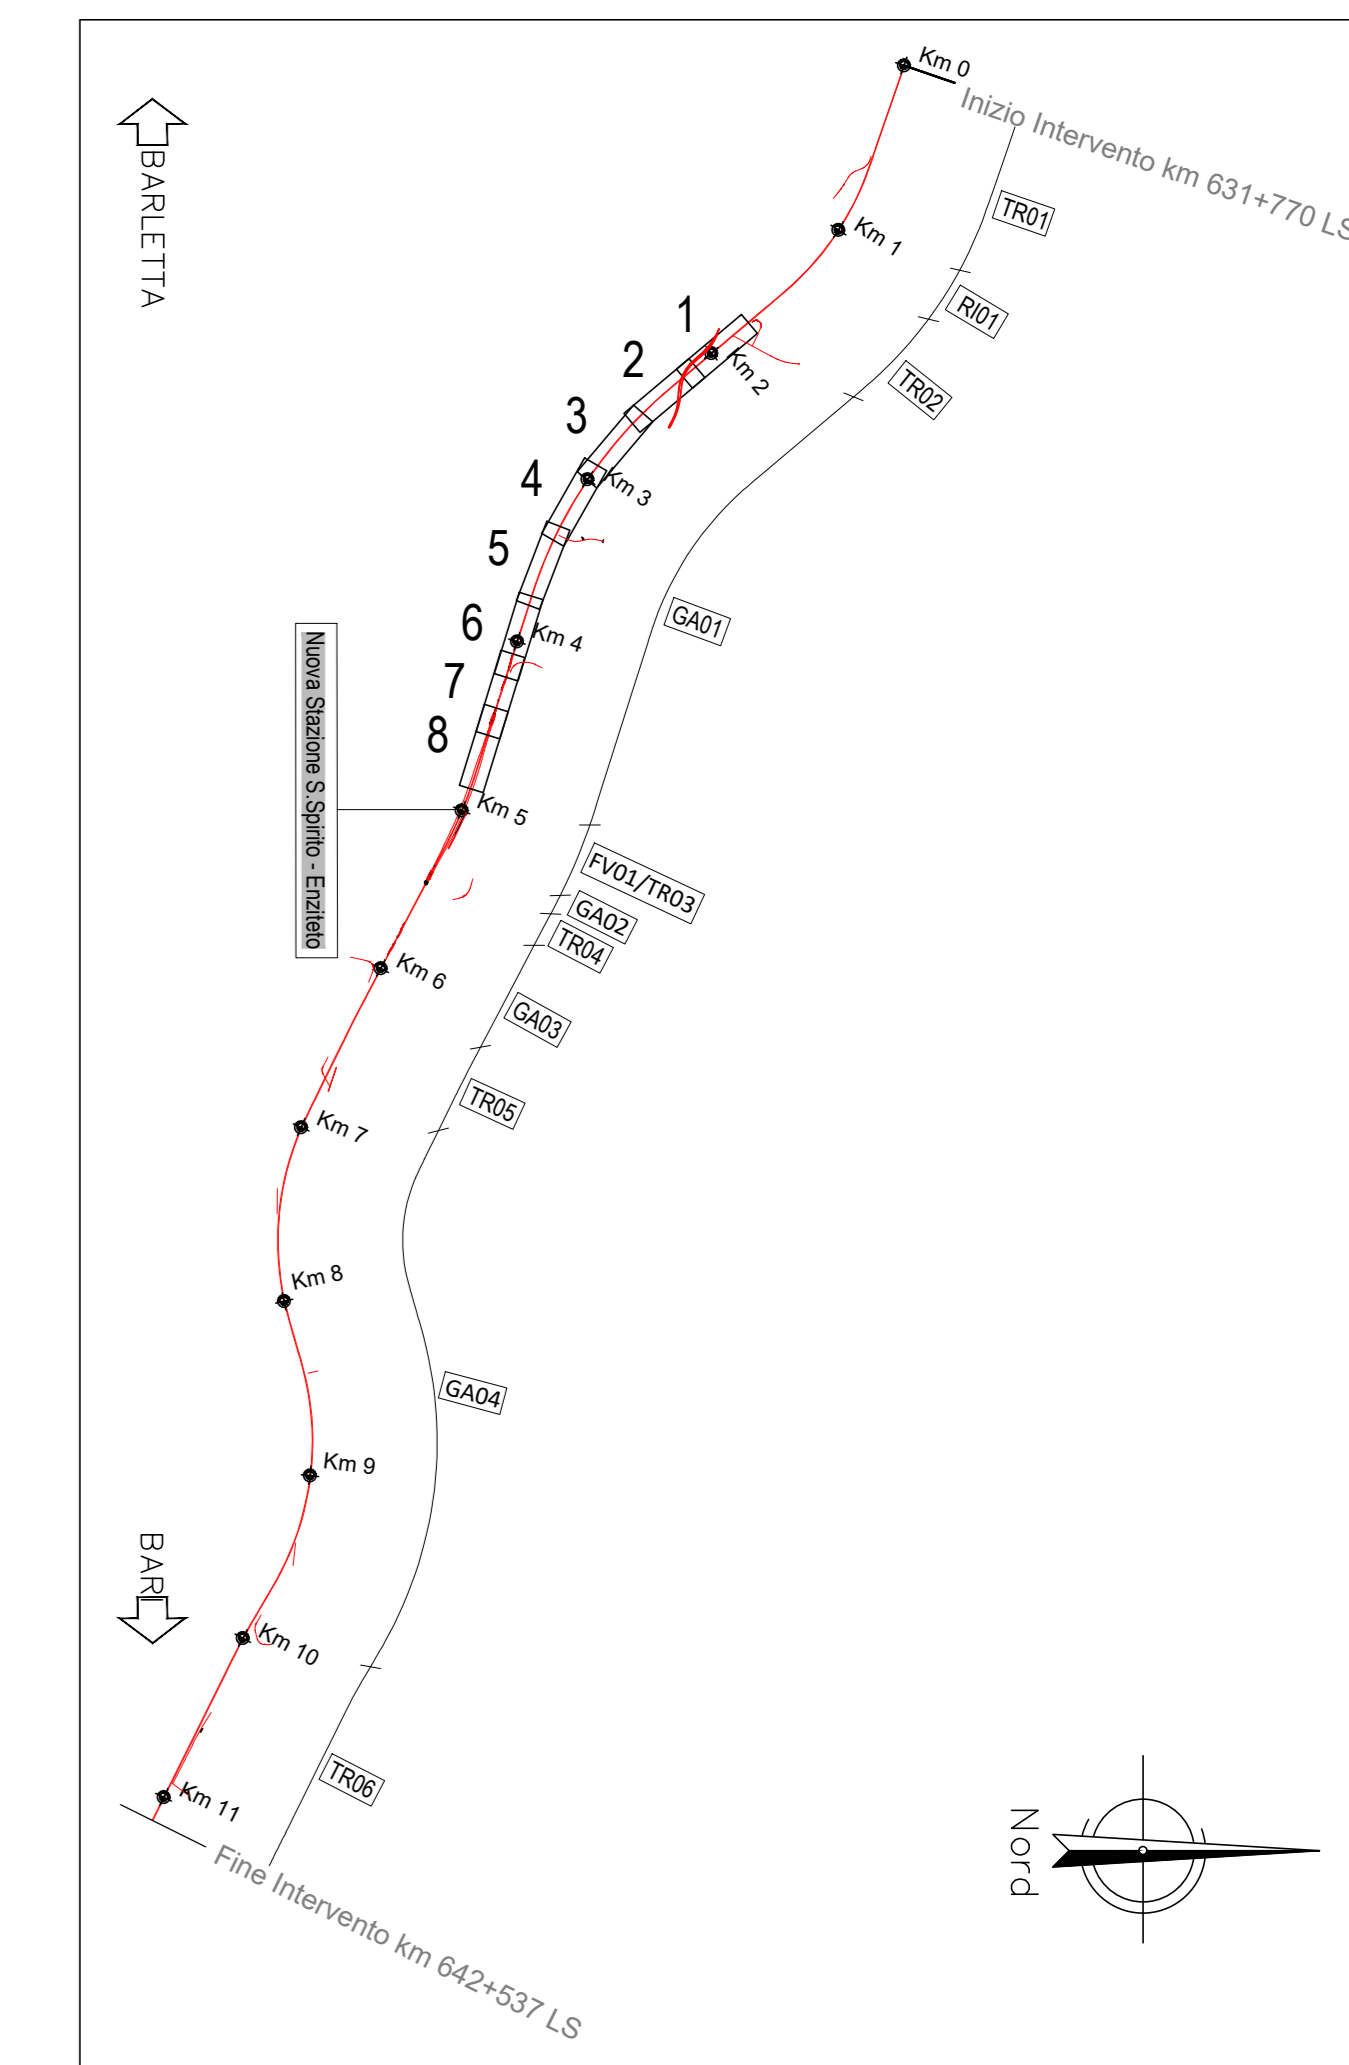 Km 0
Inizio Intervento km 631+770 LS
BARLETTA
TR01
Km 1
RI01
1
Km 2
2
TR02
3
4
Km 3
5
GA01
6
Km 4
7
8
Nuova Stazione S.Spirito - Enziteto
Km 5
FV01/TR03
GA02
TR04
Km 6
GA03
TR05
Km 7
Km 8
GA04
Km 9
BARI
Km 10
TR06
Km 11
Nord
Fine Intervento km 642+537 LS